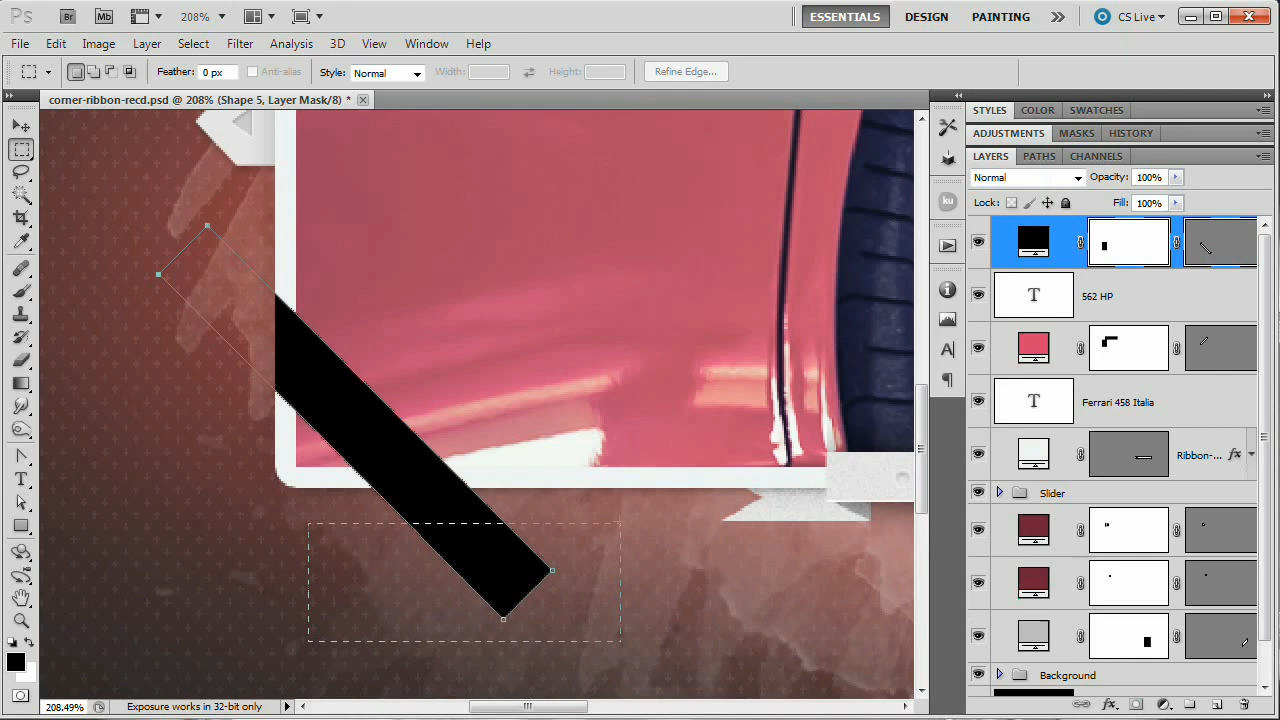 Ps Br Mb 208% ESSENTIALS DESIGN PAINTING CS Live
File Edit Image Layer Select Filter Analysis 3D View Window Help
Feather: 0 px Anti-alias Style: Normal Width: Height: Refine Edge...
corner-ribbon-recd.psd @ 208% (Shape 5, Layer Mask/8) *
STYLES COLOR SWATCHES
ADJUSTMENTS MASKS HISTORY
LAYERS PATHS CHANNELS
Normal Opacity: 100%
Lock: Fill: 100%
ku
T 562 HP
T Ferrari 458 Italia
Ribbon-... fx
Slider
Background
208.49% Exposure works in 32-bit only